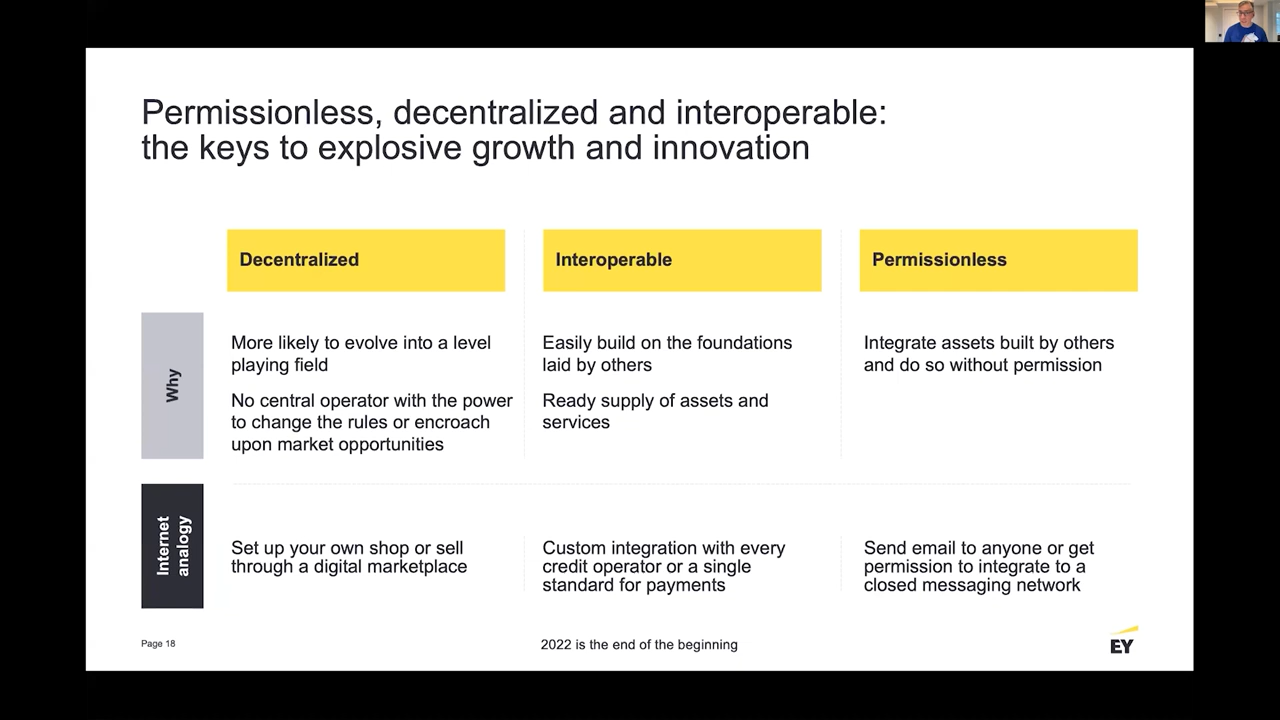 Permissionless, decentralized and interoperable:
the keys to explosive growth and innovation
Decentralized
Interoperable
Permissionless
Why
More likely to evolve into a level
playing field
No central operator with the power
to change the rules or encroach
upon market opportunities
Easily build on the foundations
laid by others
Ready supply of assets and
services
Integrate assets built by others
and do so without permission
Internet
analogy
Set up your own shop or sell
through a digital marketplace
Custom integration with every
credit operator or a single
standard for payments
Send email to anyone or get
permission to integrate to a
closed messaging network
Page 18
2022 is the end of the beginning
EY